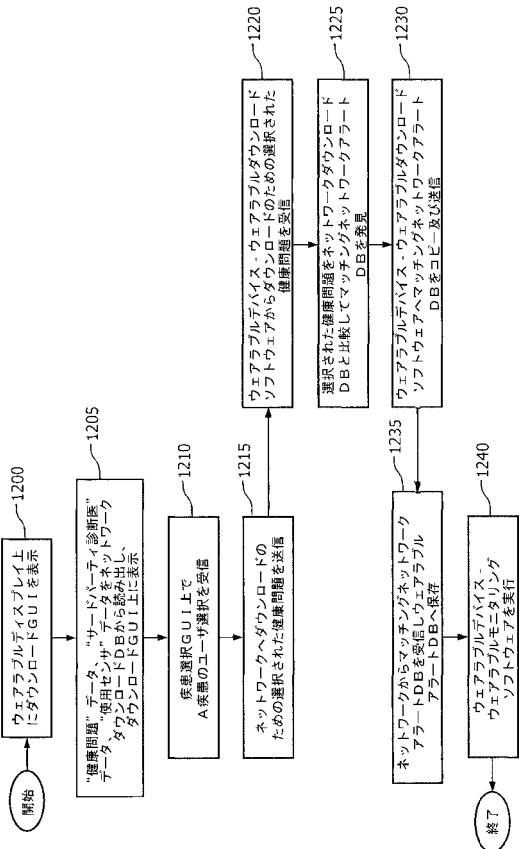 開始
1200
ウェアラブルディスプレイ上
にダウンロードGUIを表示
1205
"健康問題"データ、"サードパーティ診断医"
データ、"使用センサ"データをネットワーク
ダウンロードDBから読み出し、
ダウンロードGUI上に表示
1210
疾患選択GUI上で
A疾患のユーザ選択を受信
1215
ネットワークへダウンロードの
ための選択された健康問題を送信
1220
ウェアラブルデバイス-ウェアラブルダウンロード
ソフトウェアからダウンロードのための選択された
健康問題を受信
1225
選択された健康問題をネットワークダウンロード
DBと比較してマッチングネットワークアラート
DBを発見
1230
ウェアラブルデバイス-ウェアラブルダウンロード
ソフトウェアへマッチングネットワークアラート
DBをコピー及び送信
1235
ネットワークからマッチングネットワーク
アラートDBを受信しウェアラブル
アラートDBへ保存
1240
ウェアラブルデバイス-
ウェアラブルモニタリング
ソフトウェアを実行
終了